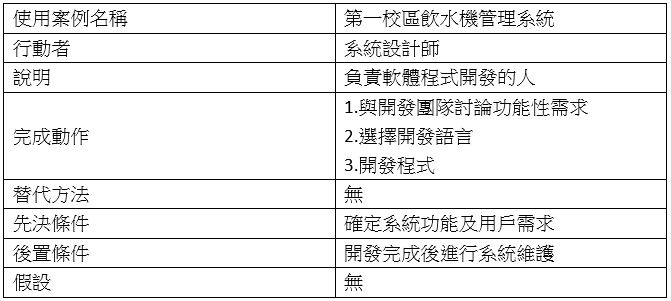 使用案例名稱 第一校區飲水機管理系統
行動者 系統設計師
說明 負責軟體程式開發的人
完成動作 1.與開發團隊討論功能性需求
2.選擇開發語言
3.開發程式
替代方法 無
先決條件 確定系統功能及用戶需求
後置條件 開發完成後進行系統維護
假設 無